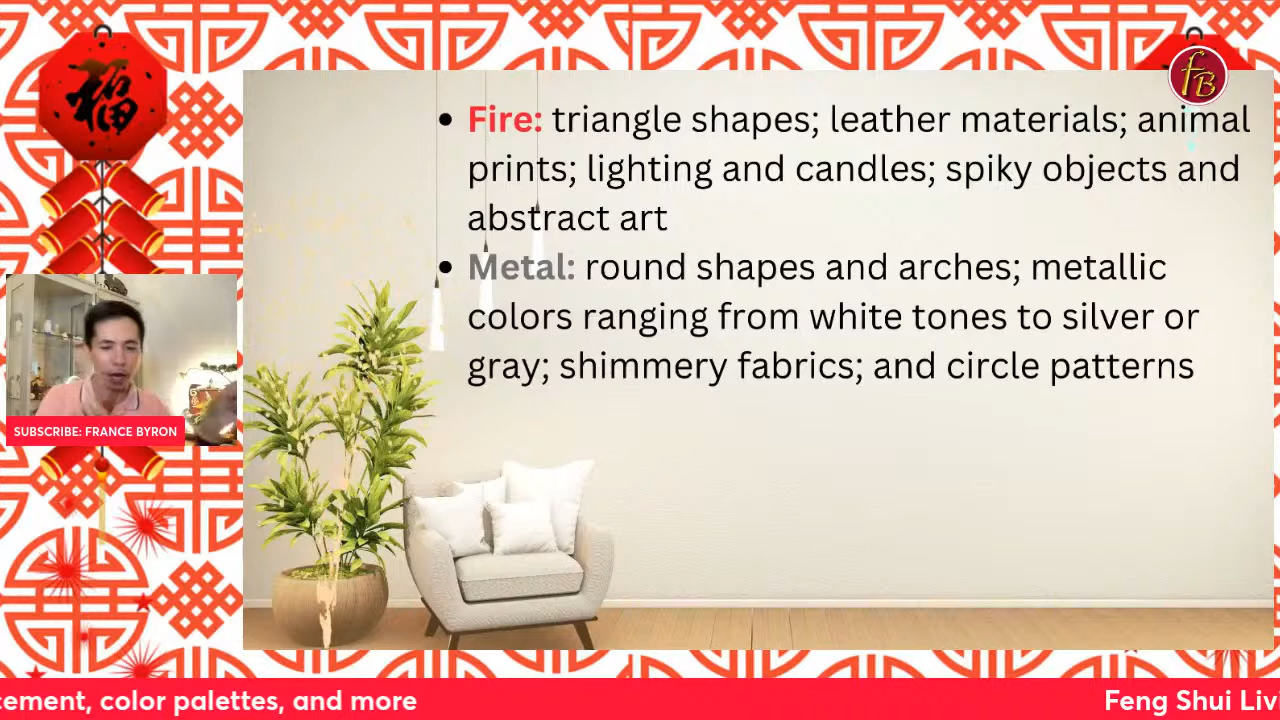 福
fB
• Fire: triangle shapes; leather materials; animal
prints; lighting and candles; spiky objects and
abstract art
• Metal: round shapes and arches; metallic
colors ranging from white tones to silver or
gray; shimmery fabrics; and circle patterns
SUBSCRIBE: FRANCE BYRON
cement, color palettes, and more
Feng Shui Liv